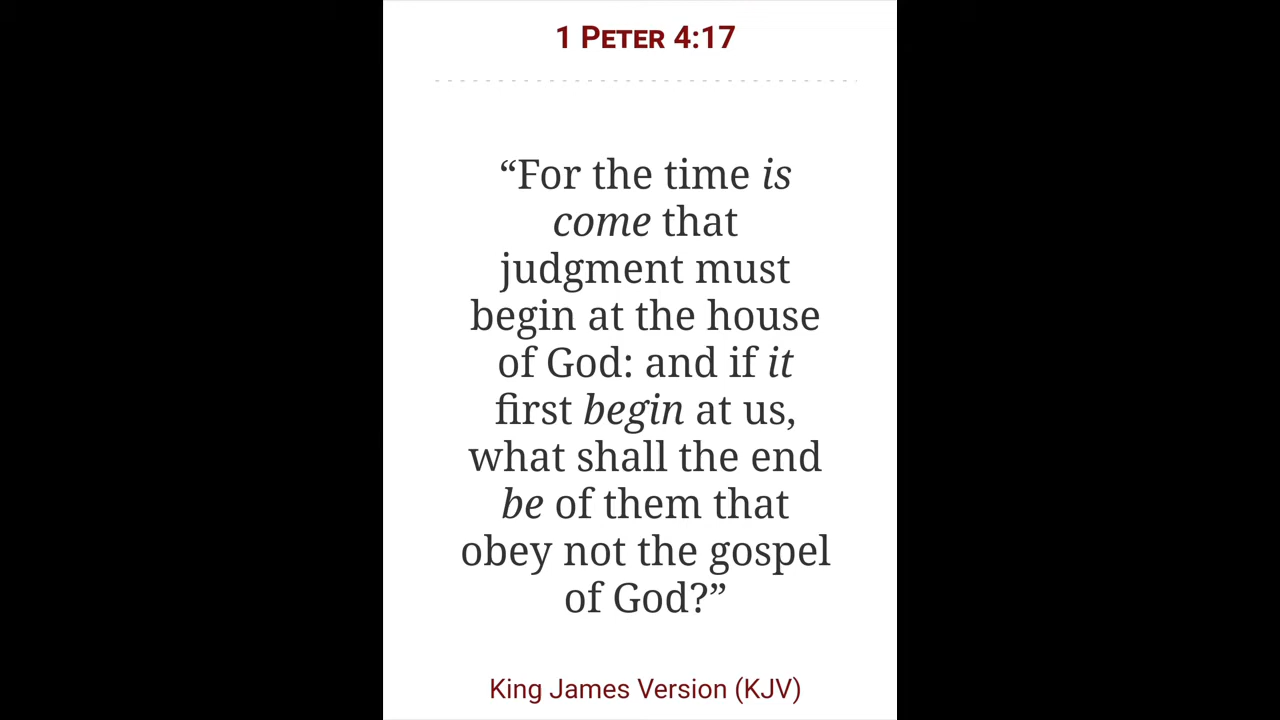 1 Peter 4:17
“For the time is
come that
judgment must
begin at the house
of God: and if it
first begin at us,
what shall the end
be of them that
obey not the gospel
of God?”
King James Version (KJV)